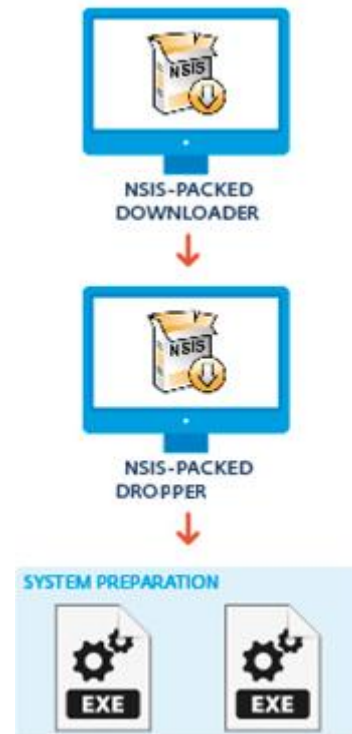 NSIS
NSIS-PACKED
DOWNLOADER
NSIS
NSIS-PACKED
DROPPER
SYSTEM PREPARATION
EXE EXE